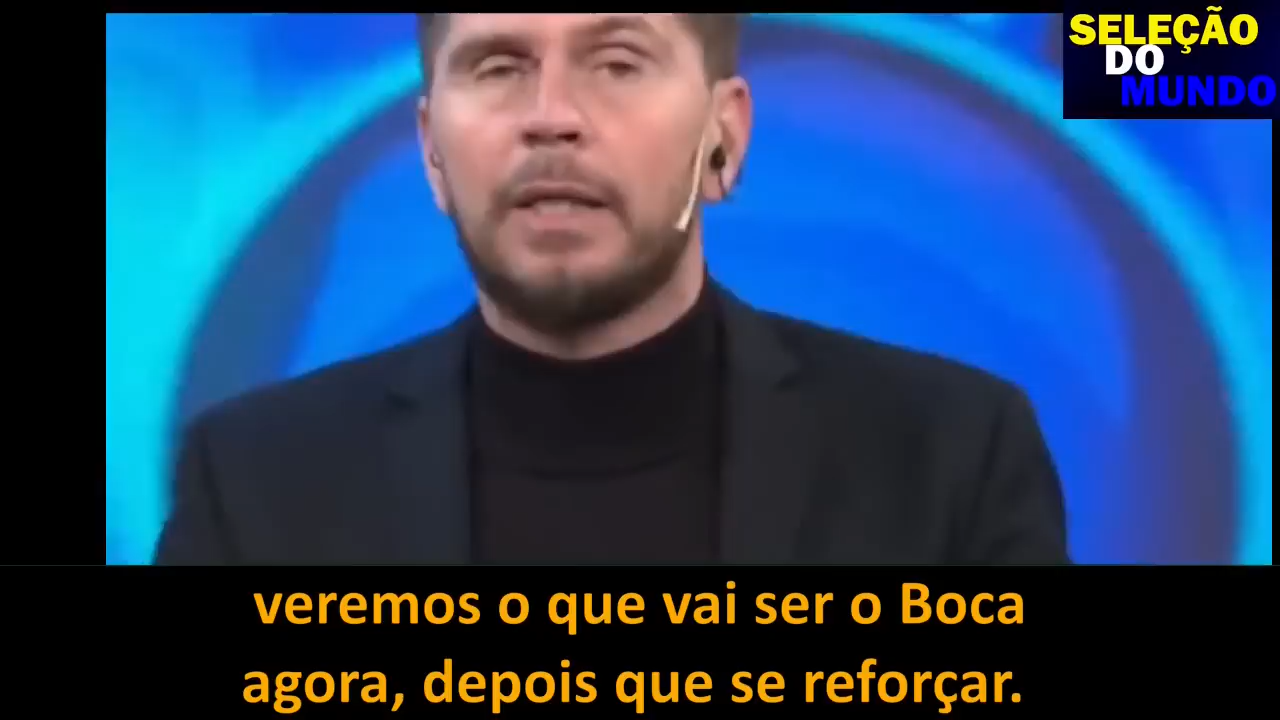 SELEÇÃO
DO
MUNDO
veremos o que vai ser o Boca
agora, depois que se reforçar.